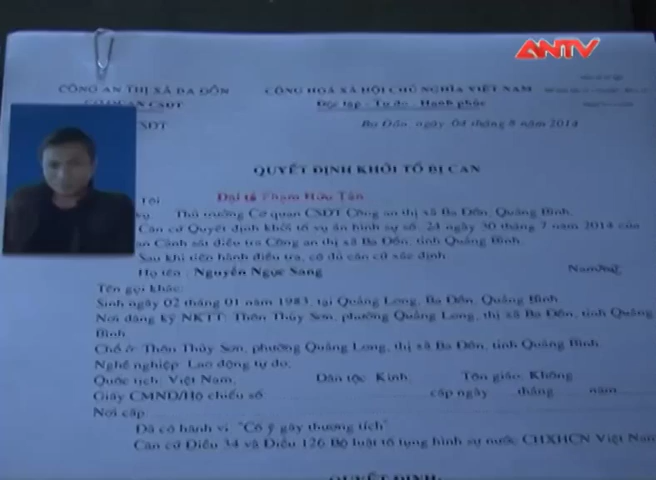 ANTV
CÔNG AN THỊ XÃ BA ĐỒN
CỘNG HOÀ XÃ HỘI CHỦ NGHĨA VIỆT NAM
CƠ QUAN CSĐT
Độc lập - Tự do - Hạnh phúc
CSĐT
Ba Đồn, ngày 04 tháng 8 năm 2014
QUYẾT ĐỊNH KHỞI TỐ BỊ CAN
Tôi Đại tá Phạm Hữu Tân
vụ Thủ trưởng Cơ quan CSĐT Công an thị xã Ba Đồn, Quảng Bình.
Căn cứ Quyết định khởi tố vụ án hình sự số: 24 ngày 30 tháng 7 năm 2014 của
an Cảnh sát điều tra Công an thị xã Ba Đồn, tỉnh Quảng Bình.
Sau khi tiến hành điều tra, có đủ căn cứ xác định
Họ tên: Nguyễn Ngọc Sang
Tên gọi khác:
Sinh ngày 02 tháng 01 năm 1983, tại Quảng Long, Ba Đồn, Quảng Bình
Nơi đăng ký NKTT: Thôn Thủy Sơn, phường Quảng Long, thị xã Ba Đồn, tỉnh Quảng
Bình.
Chỗ ở: Thôn Thủy Sơn, phường Quảng Long, thị xã Ba Đồn, tỉnh Quảng Bình
Nghề nghiệp: Lao động tự do;
Quốc tịch: Việt Nam; Dân tộc: Kinh; Tôn giáo: Không
Giấy CMND/Hộ chiếu số cấp ngày tháng năm
Nơi cấp
Đã có hành vi: "Cố ý gây thương tích"
Căn cứ Điều 34 và Điều 126 Bộ luật tố tụng hình sự nước CHXHCN Việt Nam
QUYẾT ĐỊNH: